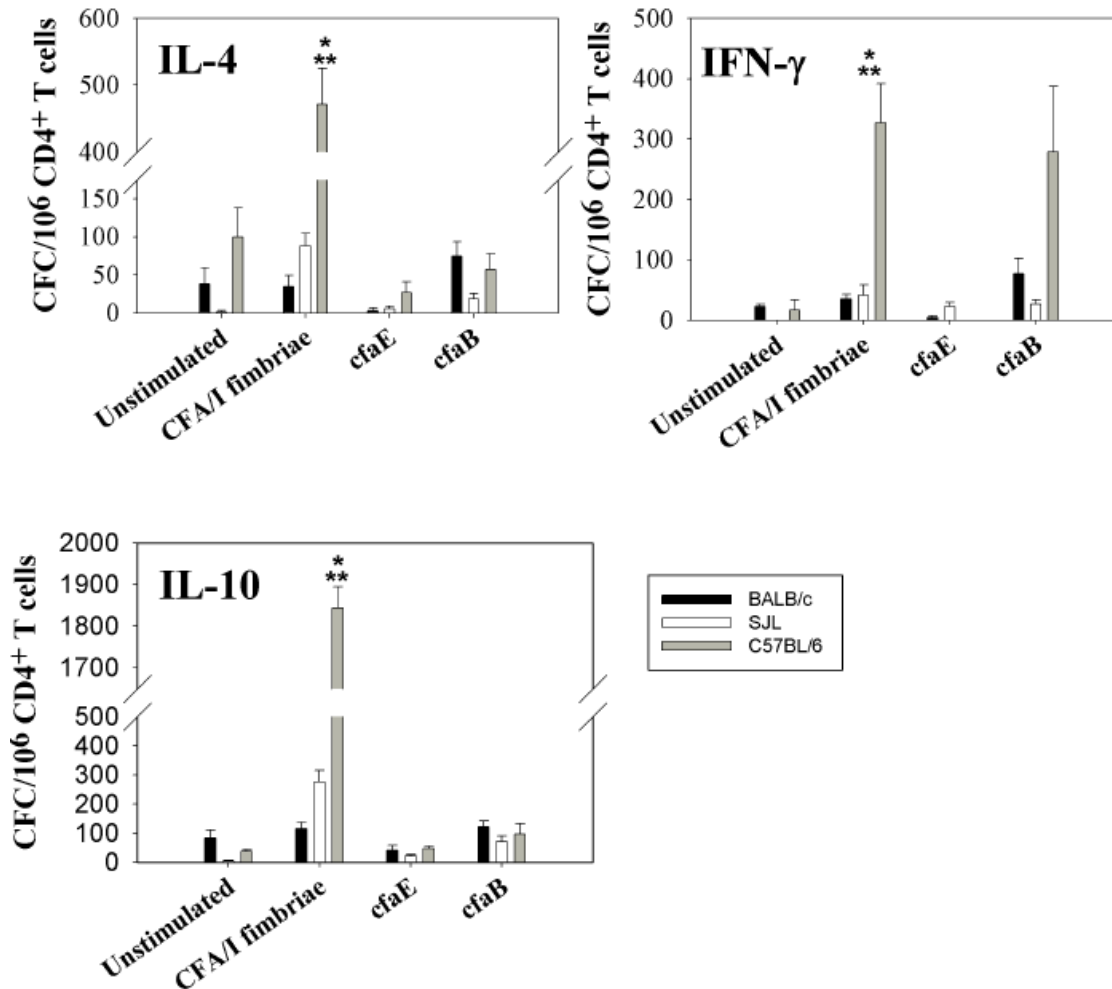 IL-4
*
**
CFC/10⁶ CD4⁺ T cells
600
500
400
150
100
50
0
Unstimulated
CFA/I fimbriae
cfaE
cfaB
IFN-γ
*
**
CFC/10⁶ CD4⁺ T cells
500
400
300
200
100
0
Unstimulated
CFA/I fimbriae
cfaE
cfaB
IL-10
*
**
CFC/10⁶ CD4⁺ T cells
2000
1900
1800
1700
500
400
300
200
100
0
Unstimulated
CFA/I fimbriae
cfaE
cfaB
BALB/c
SJL
C57BL/6